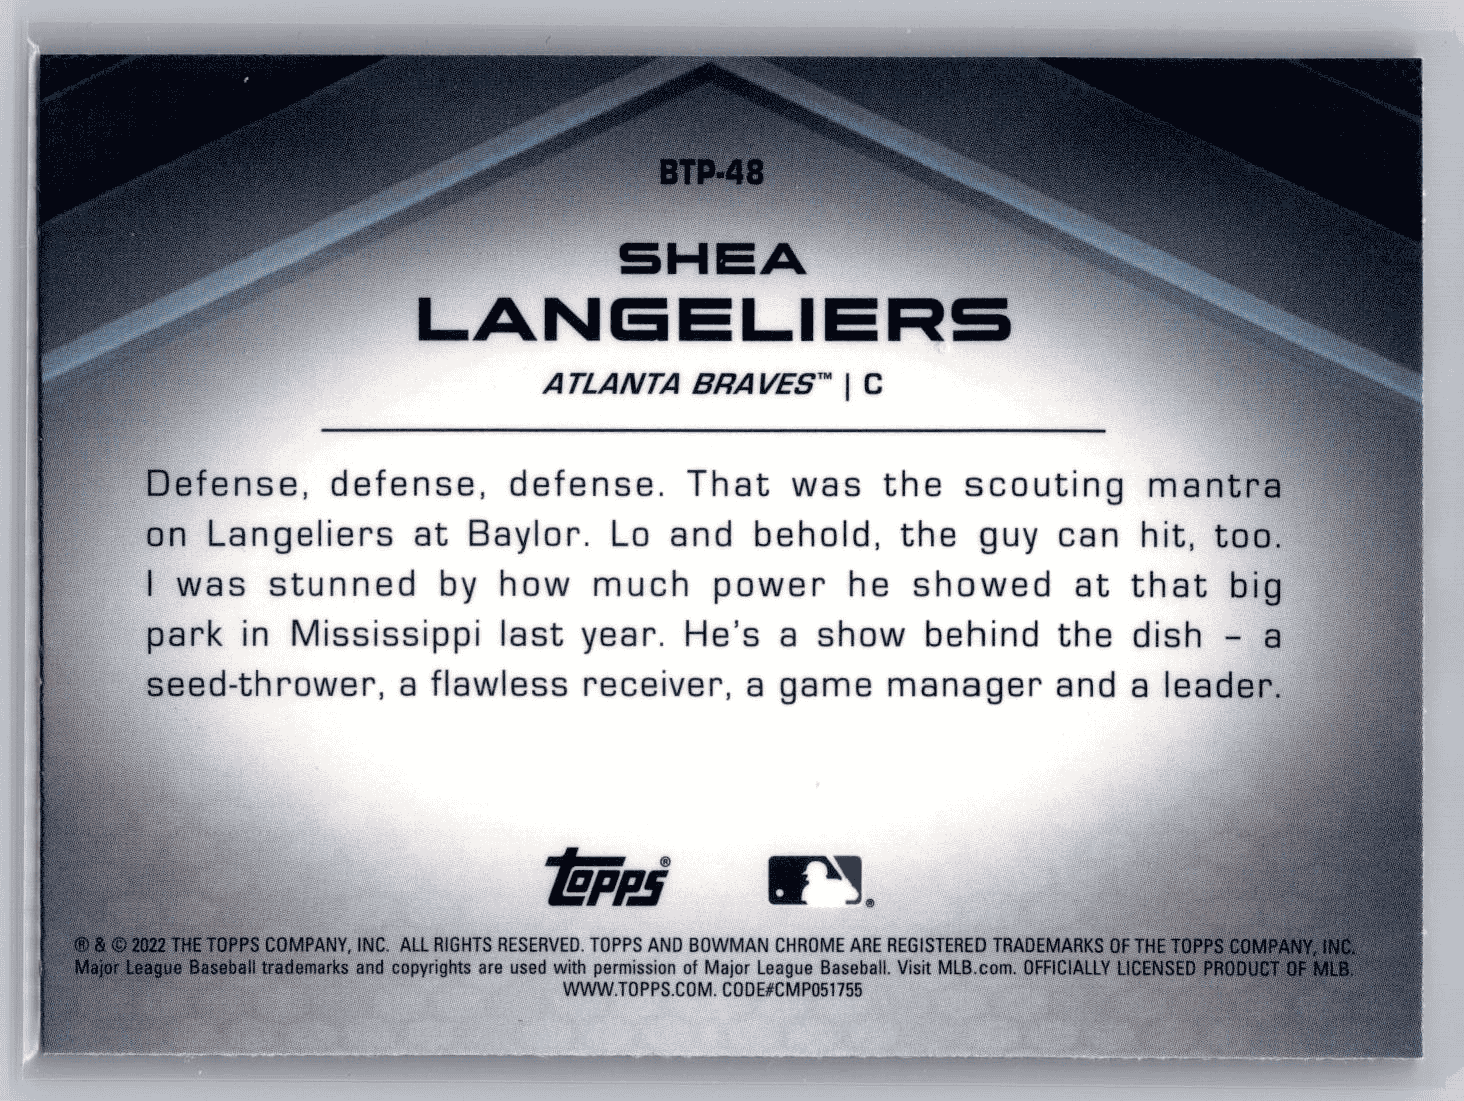 BTP-48
SHEA
LANGELIERS
ATLANTA BRAVES™ | C
Defense, defense, defense. That was the scouting mantra
on Langeliers at Baylor. Lo and behold, the guy can hit, too.
I was stunned by how much power he showed at that big
park in Mississippi last year. He's a show behind the dish – a
seed-thrower, a flawless receiver, a game manager and a leader.
topps®
®
® & © 2022 THE TOPPS COMPANY, INC. ALL RIGHTS RESERVED. TOPPS AND BOWMAN CHROME ARE REGISTERED TRADEMARKS OF THE TOPPS COMPANY, INC.
Major League Baseball trademarks and copyrights are used with permission of Major League Baseball. Visit MLB.com. OFFICIALLY LICENSED PRODUCT OF MLB.
WWW.TOPPS.COM. CODE#CMP051755